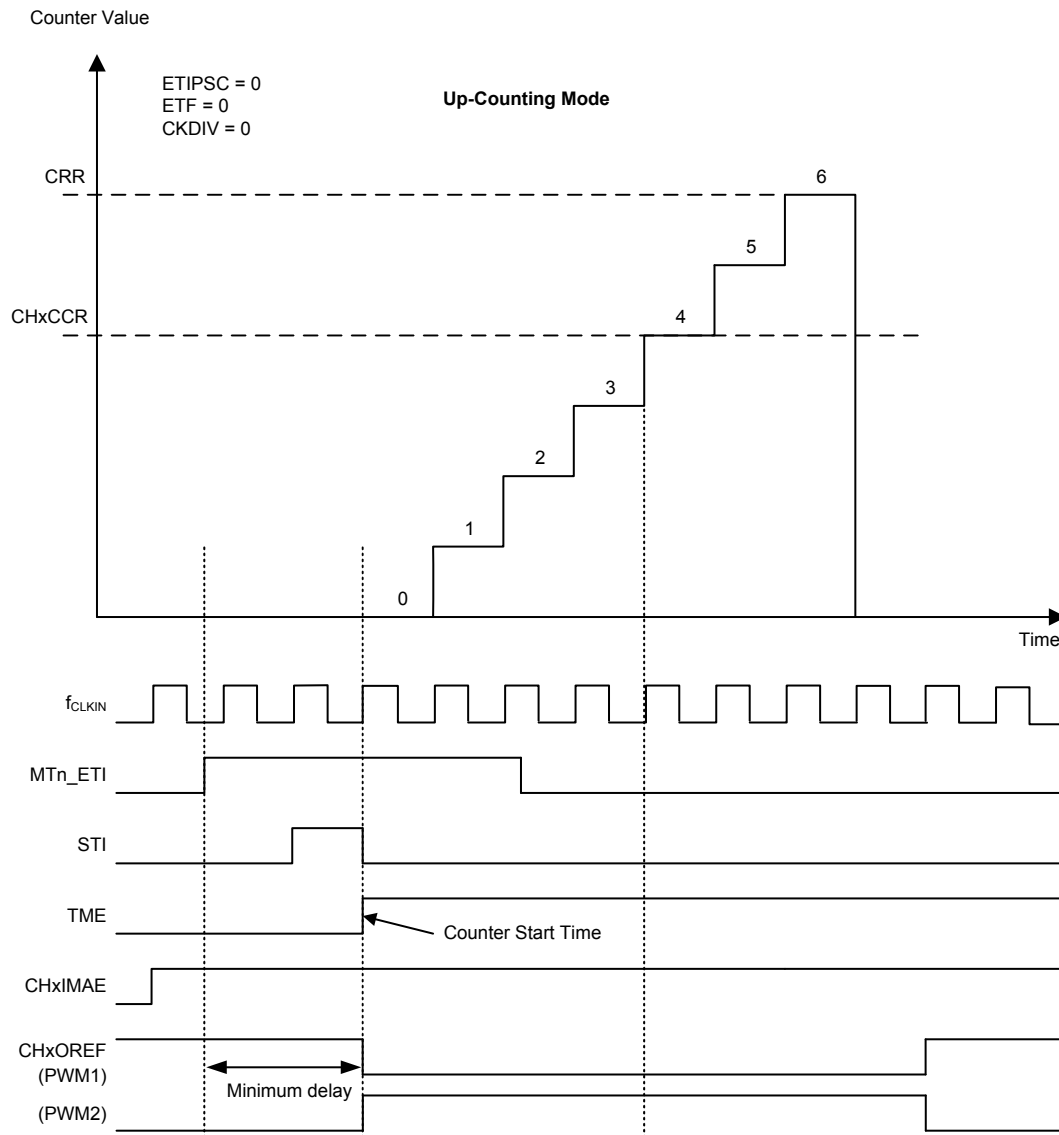 Counter Value
ETIPSC = 0
ETF = 0
CKDIV = 0
Up-Counting Mode
CRR
6
5
CHxCCR
4
3
2
1
0
Time
fCLKIN
MTn_ETI
STI
TME
Counter Start Time
CHxIMAE
CHxOREF
(PWM1)
Minimum delay
(PWM2)